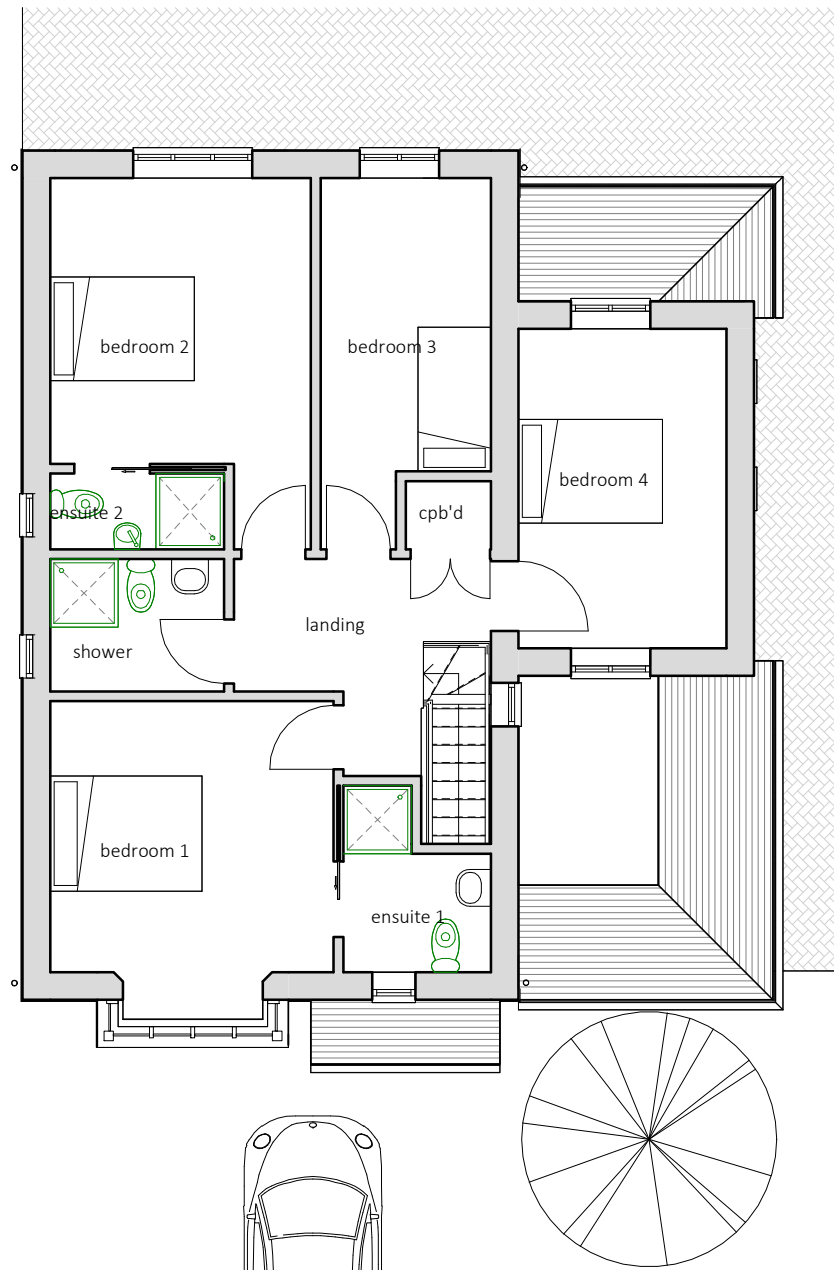 bedroom 2
bedroom 3
bedroom 4
ensuite 2
cpb'd
landing
shower
bedroom 1
ensuite 1